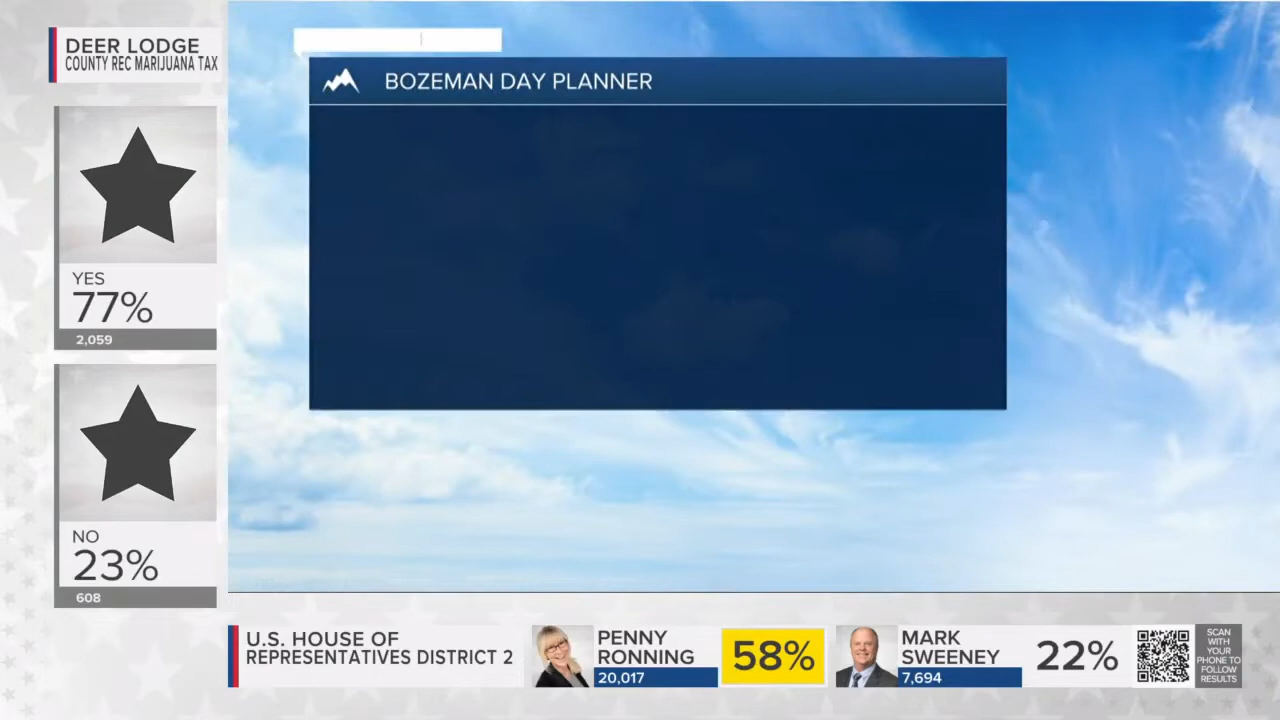 DEER LODGE
COUNTY REC MARIJUANA TAX
YES
77%
2,059
NO
23%
608
BOZEMAN DAY PLANNER
U.S. HOUSE OF
REPRESENTATIVES DISTRICT 2
PENNY
RONNING
20,017
58%
MARK
SWEENEY
7,694
22%
SCAN
WITH
YOUR
PHONE TO
FOLLOW
RESULTS